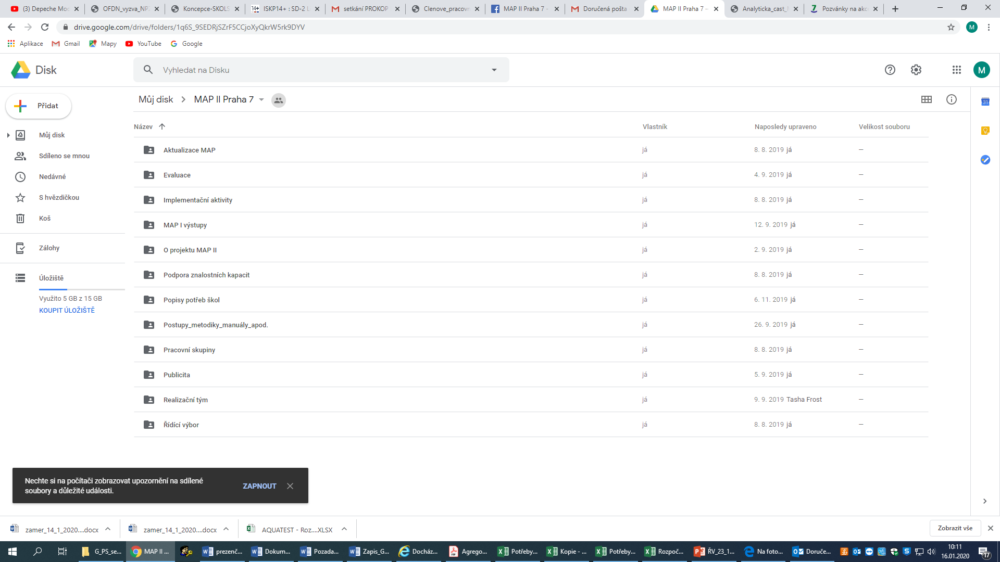 (3) Depeche Moc
OFDN_vyzva_NPŽ
Koncepce-SKOLS
14+ ISKP14+ : SD-2 L
setkání PROKOP
Clenove_pracovn
MAP II Praha 7 -
Doručená pošta
MAP II Praha 7 –
Analyticka_cast_
Pozvánky na akc
drive.google.com/drive/folders/1q6S_9SEDRjSZrF5CCjoXyQkrW5rk9DYV
M
Aplikace Gmail Mapy YouTube Google
Disk
Vyhledat na Disku
M
Přidat
Můj disk
Sdíleno se mnou
Nedávné
S hvězdičkou
Koš
Zálohy
Úložiště
Využito 5 GB z 15 GB
KOUPIT ÚLOŽIŠTĚ
Můj disk > MAP II Praha 7
Název Vlastník Naposledy upraveno Velikost souboru
Aktualizace MAP já 8. 8. 2019 já —
Evaluace já 4. 9. 2019 já —
Implementační aktivity já 8. 8. 2019 já —
MAP I výstupy já 12. 9. 2019 já —
O projektu MAP II já 2. 9. 2019 já —
Podpora znalostních kapacit já 8. 8. 2019 já —
Popisy potřeb škol já 6. 11. 2019 já —
Postupy_metodiky_manuály_apod. já 26. 9. 2019 já —
Pracovní skupiny já 8. 8. 2019 já —
Publicita já 5. 9. 2019 já —
Realizační tým já 9. 9. 2019 Tasha Frost —
Řídící výbor já 8. 8. 2019 já —
31
Nechte si na počítači zobrazovat upozornění na sdílené
soubory a důležité události.
ZAPNOUT
zamer_14_1_2020....docx
zamer_14_1_2020....docx
AQUATEST - Roz....XLSX
Zobrazit vše
G_PS_se...
MAP II ...
prezenč...
Dokum...
Pozada...
Zapis_G...
Docház...
Agrego...
Potřeby...
Kopie - ...
Potřeby...
Rozpoč...
ŘV_23_1...
Na foto...
Doruče...
10:11
16.01.2020
17